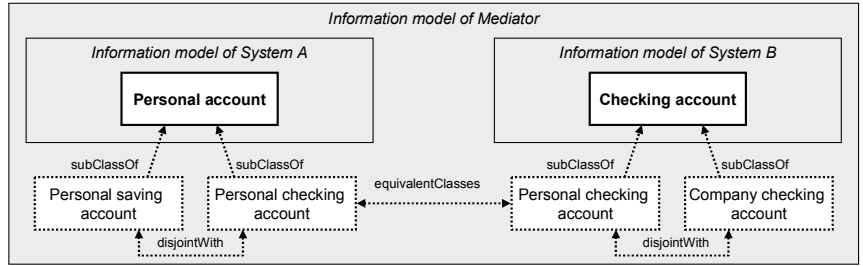 Information model of Mediator
Information model of System A
Information model of System B
Personal account
Checking account
subClassOf
subClassOf
subClassOf
subClassOf
Personal saving
account
Personal checking
account
equivalentClasses
Personal checking
account
Company checking
account
disjointWith
disjointWith